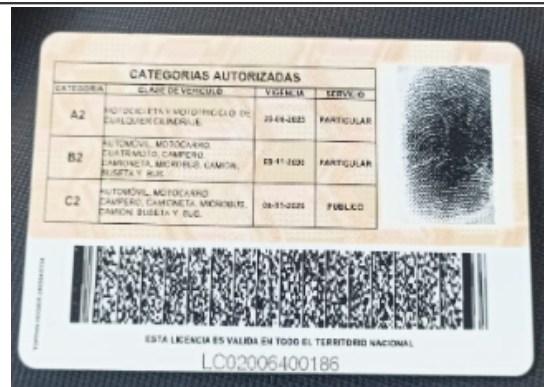 CATEGORIAS AUTORIZADAS
CATEGORIA CLASE DE VEHICULO VIGENCIA SERVICIO
A2 MOTOCICLETA Y MOTOTRICICLO DE CUALQUIER CILINDRAJE PARTICULAR
B2 AUTOMÓVIL, MOTOCARRO, CUATRIMOTO, CAMPERO, CAMIONETA, MICROBUS, CAMION, BUSETA Y BUS. PARTICULAR
C2 AUTOMÓVIL, MOTOCARRO CAMPERO, CAMIONETA, MICROBUS, CAMION, BUSETA Y BUS. PUBLICO
ESTA LICENCIA ES VALIDA EN TODO EL TERRITORIO NACIONAL
LC02006400186